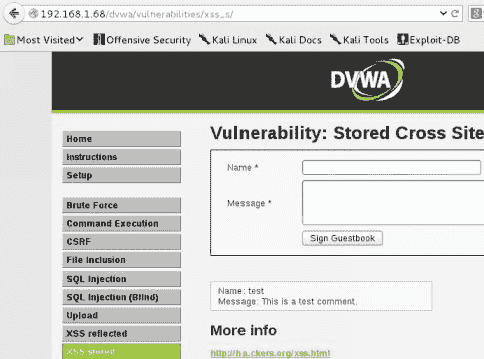 192.168.1.68/dvwa/vulnerabilities/xss_s/
Most Visited Offensive Security Kali Linux Kali Docs Kali Tools Exploit-DB
DVWA
Vulnerability: Stored Cross Site
Home
Instructions
Setup
Brute Force
Command Execution
CSRF
File Inclusion
SQL Injection
SQL Injection (Blind)
Upload
XSS reflected
XSS stored
Name *
Message *
Sign Guestbook
Name: test
Message: This is a test comment.
More info
http://ha.ckers.org/xss.html